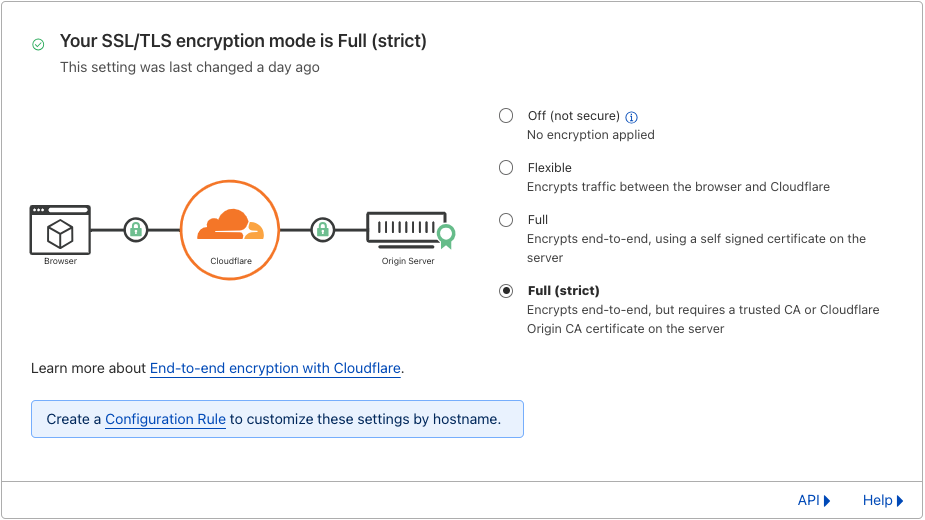 Your SSL/TLS encryption mode is Full (strict)
This setting was last changed a day ago
Browser
Cloudflare
Origin Server
Off (not secure)
No encryption applied
Flexible
Encrypts traffic between the browser and Cloudflare
Full
Encrypts end-to-end, using a self signed certificate on the
server
Full (strict)
Encrypts end-to-end, but requires a trusted CA or Cloudflare
Origin CA certificate on the server
Learn more about End-to-end encryption with Cloudflare.
Create a Configuration Rule to customize these settings by hostname.
API
Help